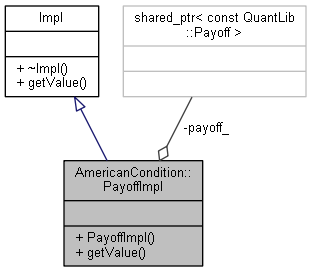 Impl
+ ~Impl()
+ getValue()
shared_ptr< const QuantLib
::Payoff >
-payoff_
AmericanCondition::
PayoffImpl
+ PayoffImpl()
+ getValue()